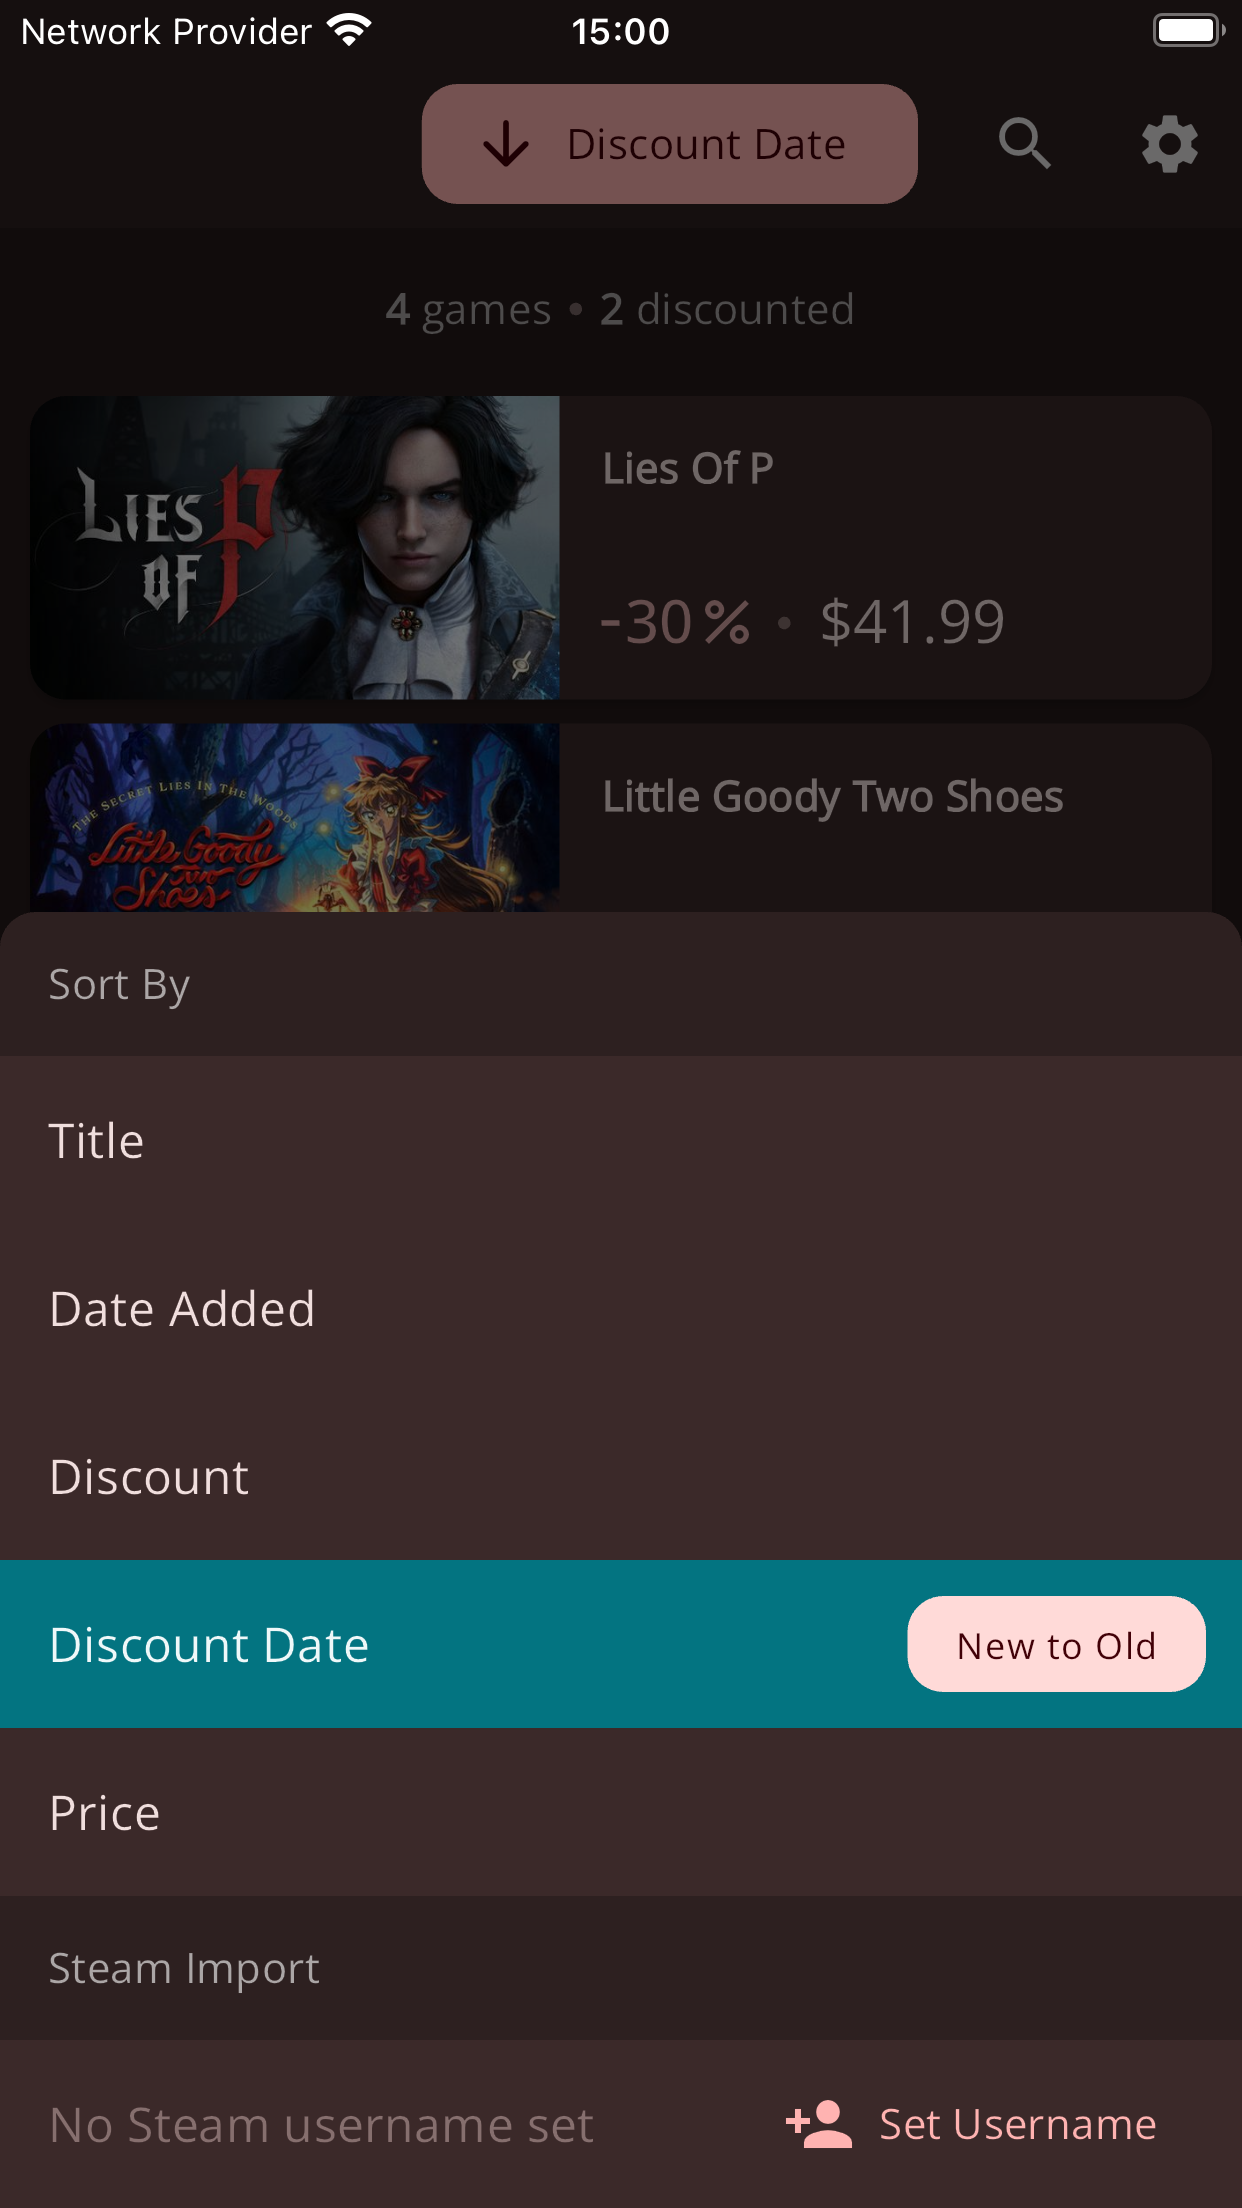 Network Provider
15:00
Discount Date
4 games • 2 discounted
LIES OF P
Lies Of P
-30% • $41.99
THE SECRET LIES IN THE WOODS
Little Goody Two Shoes
Little Goody Two Shoes
Sort By
Title
Date Added
Discount
Discount Date
New to Old
Price
Steam Import
No Steam username set
Set Username